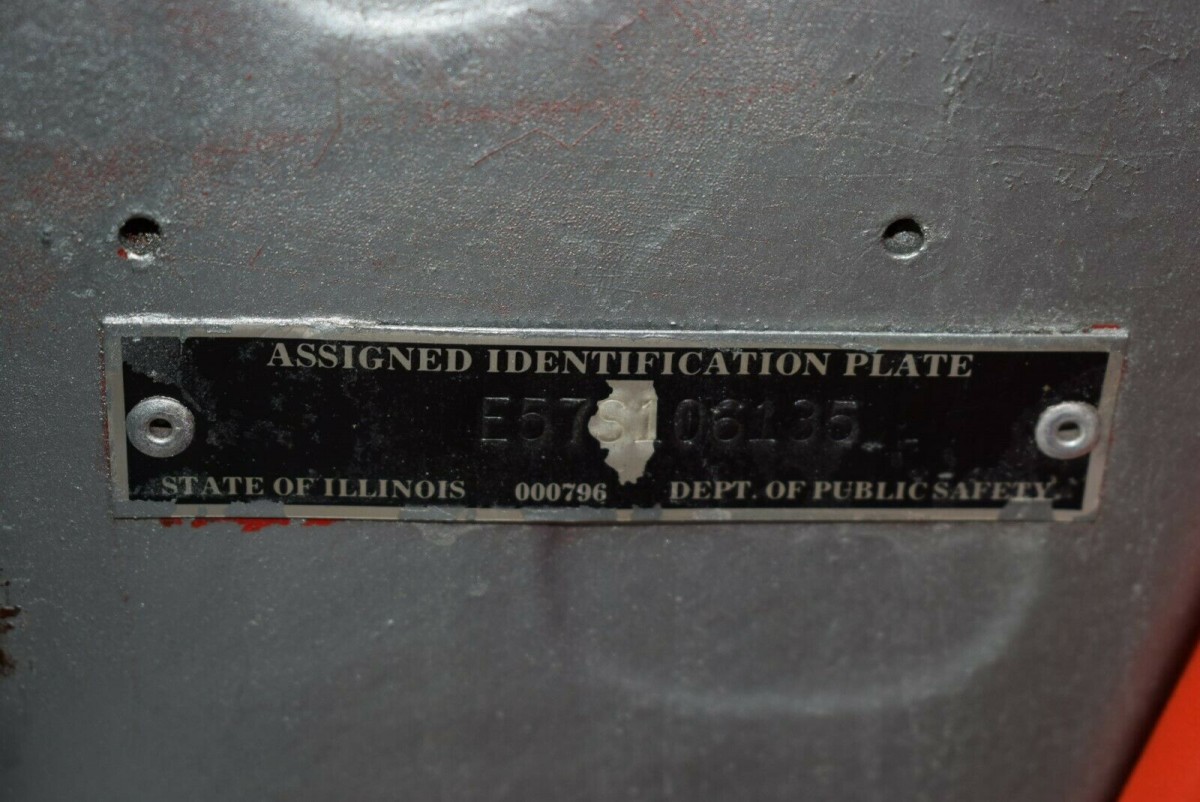 ASSIGNED IDENTIFICATION PLATE
E57S106135
STATE OF ILLINOIS 000796 DEPT. OF PUBLIC SAFETY